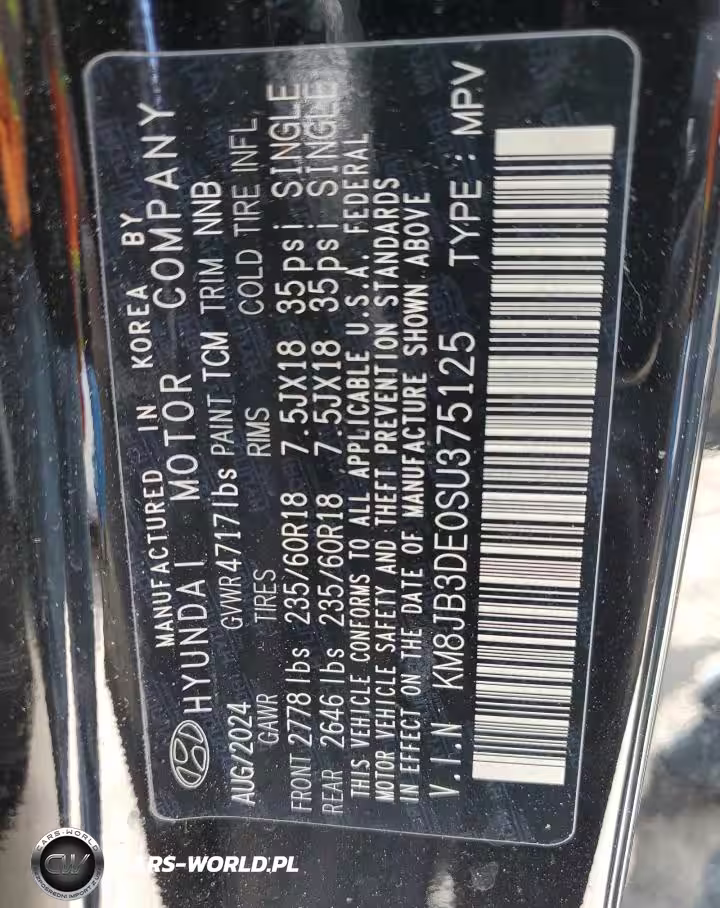 MANUFACTURED IN KOREA BY
HYUNDAI MOTOR COMPANY
AUG/2024 GVWR 4717lbs PAINT TCM TRIM NNB
GAWR TIRES RIMS COLD TIRE INFL
FRONT 2778 lbs 235/60R18 7.5JX18 35psi SINGLE
REAR 2646 lbs 235/60R18 7.5JX18 35psi SINGLE
THIS VEHICLE CONFORMS TO ALL APPLICABLE U.S.A. FEDERAL
MOTOR VEHICLE SAFETY AND THEFT PREVENTION STANDARDS
IN EFFECT ON THE DATE OF MANUFACTURE SHOWN ABOVE
V.I.N KM8JB3DE0SU375125 TYPE : MPV
CARS-WORLD
CW
CARS-WORLD.PL